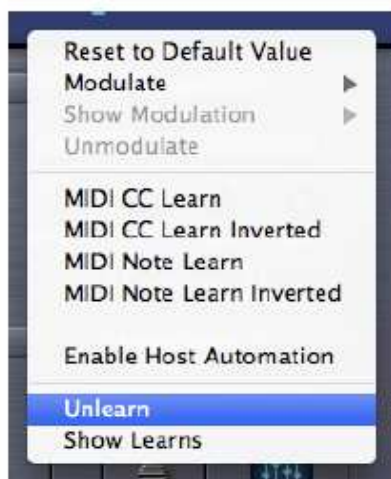 Reset to Default Value
Modulate
Show Modulation
Unmodulate
MIDI CC Learn
MIDI CC Learn Inverted
MIDI Note Learn
MIDI Note Learn Inverted
Enable Host Automation
Unlearn
Show Learns